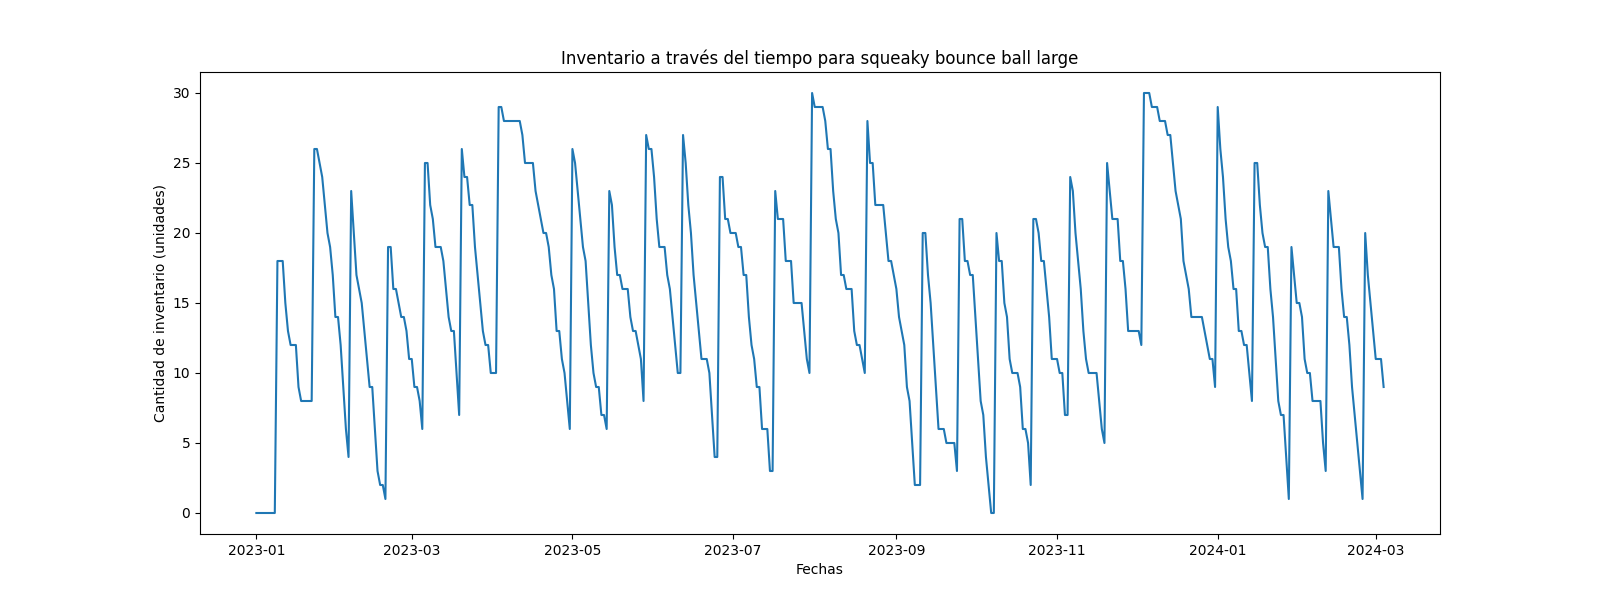 Inventario a través del tiempo para squeaky bounce ball large
Cantidad de inventario (unidades)
30
25
20
15
10
5
0
2023-01 2023-03 2023-05 2023-07 2023-09 2023-11 2024-01 2024-03
Fechas